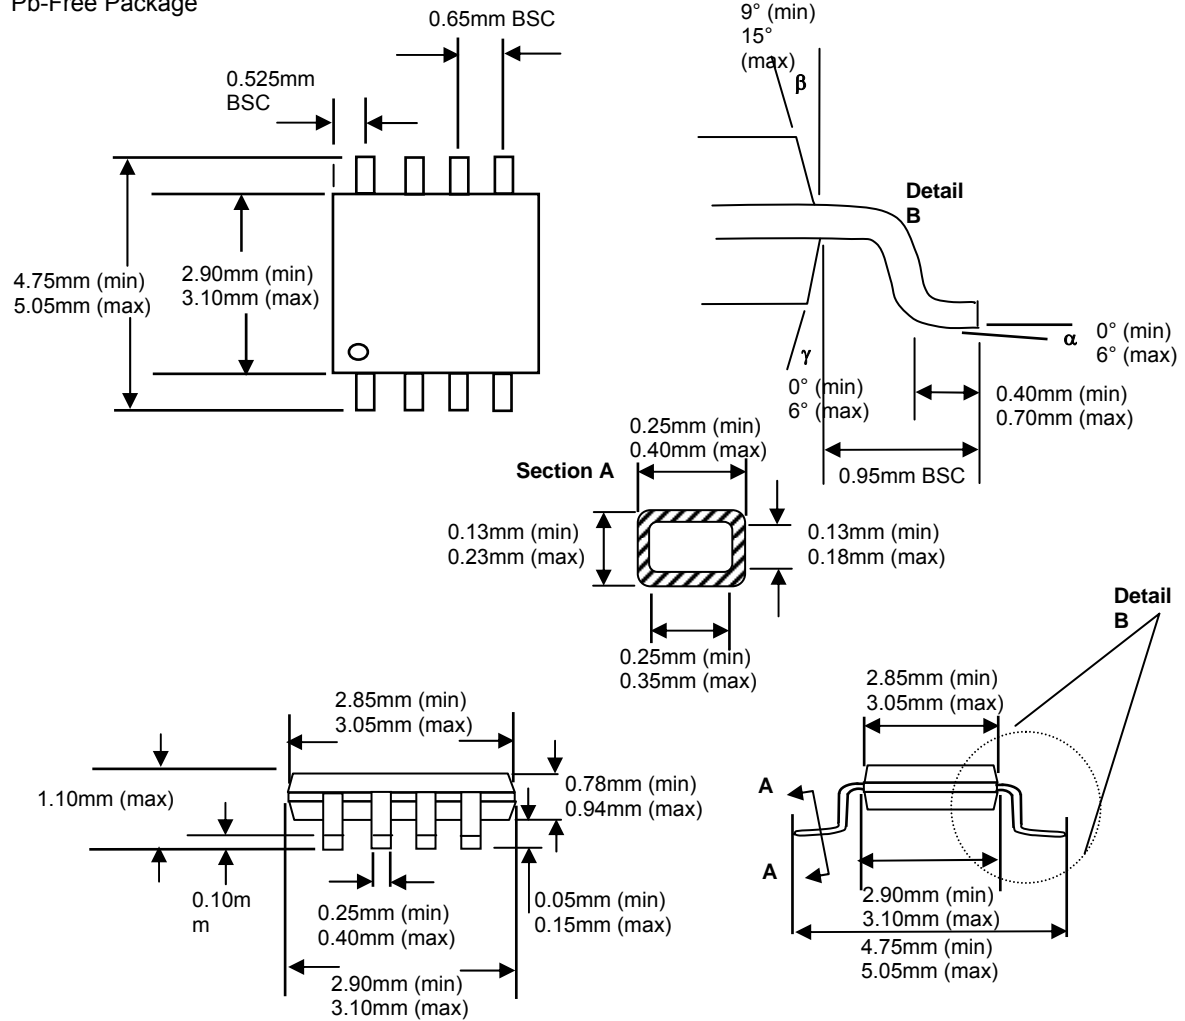 Pb-Free Package
0.65mm BSC
9° (min)
15°
(max)
β
0.525mm
BSC
Detail
B
4.75mm (min)
5.05mm (max)
2.90mm (min)
3.10mm (max)
α
0° (min)
6° (max)
γ
0° (min)
6° (max)
0.40mm (min)
0.70mm (max)
0.95mm BSC
0.25mm (min)
0.40mm (max)
Section A
0.13mm (min)
0.23mm (max)
0.13mm (min)
0.18mm (max)
0.25mm (min)
0.35mm (max)
Detail
B
2.85mm (min)
3.05mm (max)
1.10mm (max)
0.78mm (min)
0.94mm (max)
0.10m
m
0.25mm (min)
0.40mm (max)
0.05mm (min)
0.15mm (max)
2.90mm (min)
3.10mm (max)
2.85mm (min)
3.05mm (max)
A
A
2.90mm (min)
3.10mm (max)
4.75mm (min)
5.05mm (max)